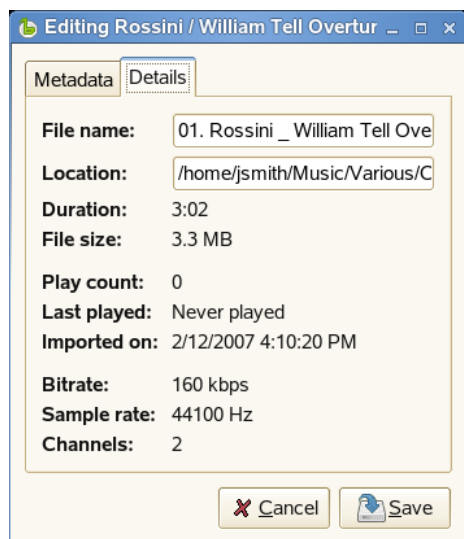 Editing Rossini / William Tell Overtur
Metadata Details
File name: 01. Rossini _ William Tell Ove
Location: /home/jsmith/Music/Various/C
Duration: 3:02
File size: 3.3 MB
Play count: 0
Last played: Never played
Imported on: 2/12/2007 4:10:20 PM
Bitrate: 160 kbps
Sample rate: 44100 Hz
Channels: 2
Cancel Save